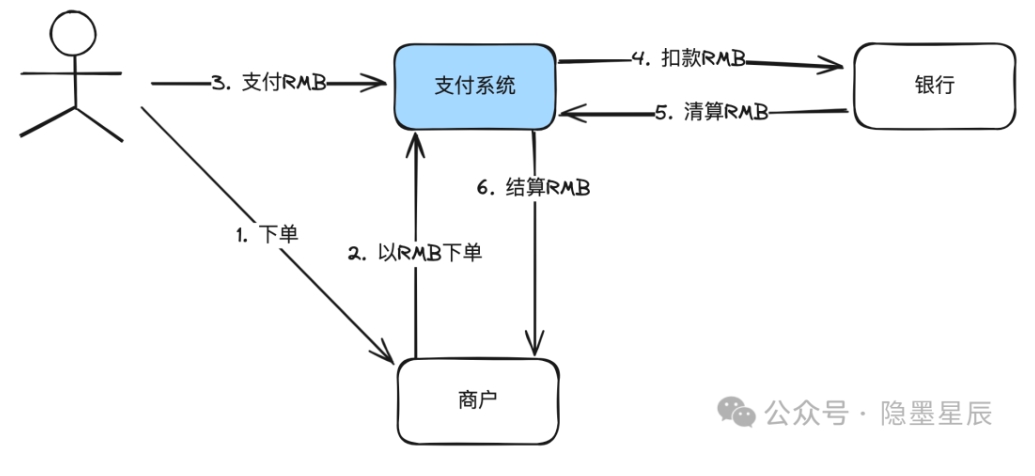 4. 扣款RMB
3. 支付RMB
支付系统
银行
5. 清算RMB
6. 结算RMB
1. 下单
2. 以RMB下单
商户
公众号 · 隐墨星辰